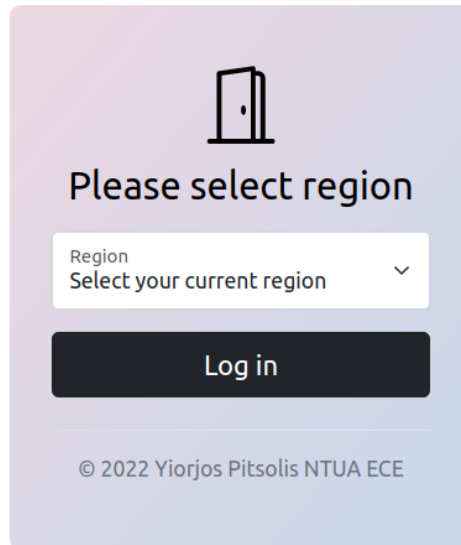 Please select region
Region
Select your current region
Log in
© 2022 Yiorjos Pitsolis NTUA ECE